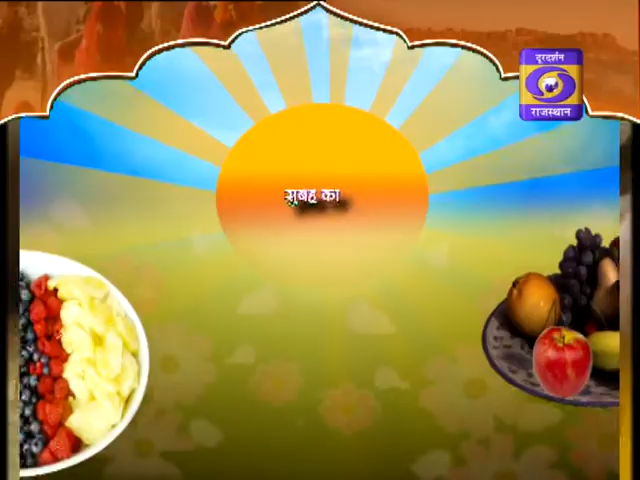 दूरदर्शन
राजस्थान
सुबह का